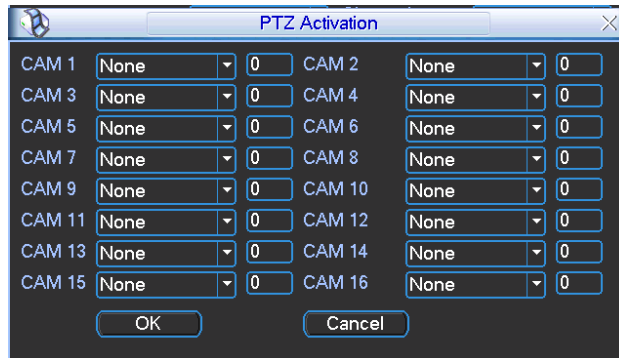 PTZ Activation
CAM 1 None 0 CAM 2 None 0
CAM 3 None 0 CAM 4 None 0
CAM 5 None 0 CAM 6 None 0
CAM 7 None 0 CAM 8 None 0
CAM 9 None 0 CAM 10 None 0
CAM 11 None 0 CAM 12 None 0
CAM 13 None 0 CAM 14 None 0
CAM 15 None 0 CAM 16 None 0
OK Cancel